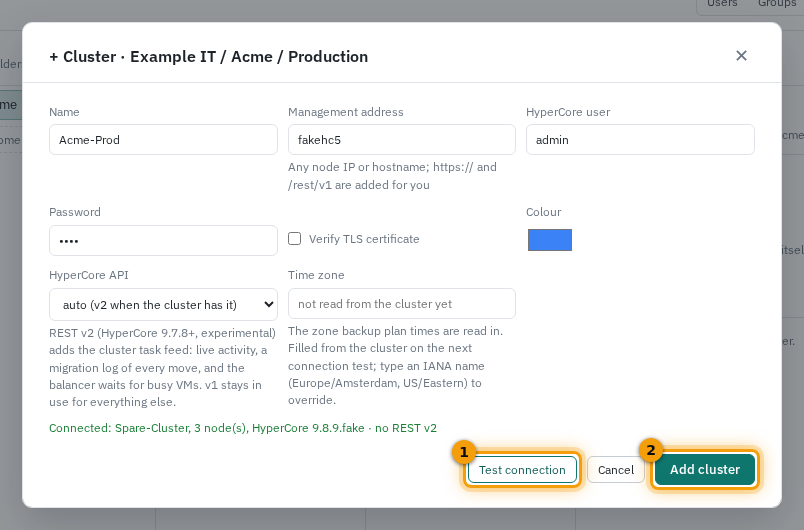 Users Groups
+ Cluster · Example IT / Acme / Production
✕
Name
Management address
HyperCore user
Acme-Prod
fakehc5
admin
Any node IP or hostname; https:// and
/rest/v1 are added for you
Password
Colour
••••
Verify TLS certificate
HyperCore API
Time zone
auto (v2 when the cluster has it)
not read from the cluster yet
REST v2 (HyperCore 9.7.8+, experimental)
adds the cluster task feed: live activity, a
migration log of every move, and the
balancer waits for busy VMs. v1 stays in
use for everything else.
The zone backup plan times are read in.
Filled from the cluster on the next
connection test; type an IANA name
(Europe/Amsterdam, US/Eastern) to
override.
Connected: Spare-Cluster, 3 node(s), HyperCore 9.8.9.fake · no REST v2
1
2
Test connection
Cancel
Add cluster